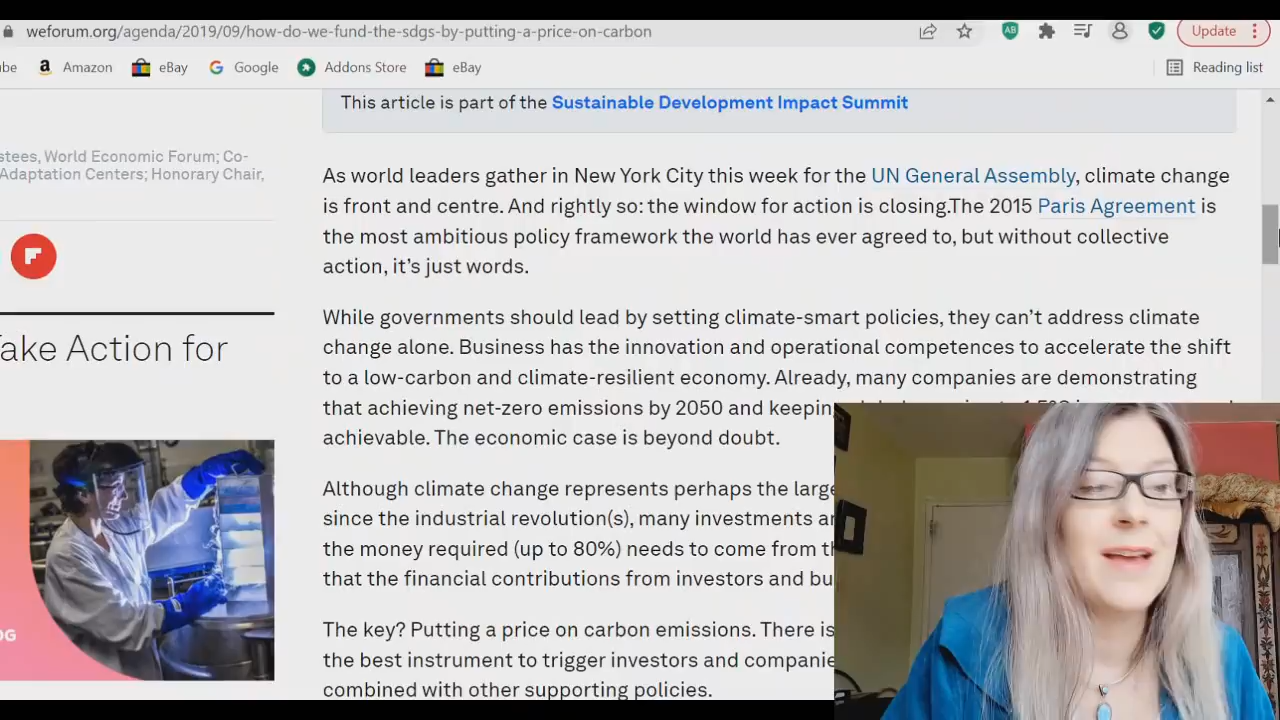 weforum.org/agenda/2019/09/how-do-we-fund-the-sdgs-by-putting-a-price-on-carbon
AB
Update
be
Amazon
eBay
Google
Addons Store
eBay
Reading list
This article is part of the Sustainable Development Impact Summit
stees, World Economic Forum; Co-
Adaptation Centers; Honorary Chair,
ake Action for
OG
As world leaders gather in New York City this week for the UN General Assembly, climate change
is front and centre. And rightly so: the window for action is closing.The 2015 Paris Agreement is
the most ambitious policy framework the world has ever agreed to, but without collective
action, it's just words.
While governments should lead by setting climate-smart policies, they can't address climate
change alone. Business has the innovation and operational competences to accelerate the shift
to a low-carbon and climate-resilient economy. Already, many companies are demonstrating
that achieving net-zero emissions by 2050 and keeping
achievable. The economic case is beyond doubt.
Although climate change represents perhaps the large
since the industrial revolution(s), many investments ar
the money required (up to 80%) needs to come from th
that the financial contributions from investors and bu
The key? Putting a price on carbon emissions. There is
the best instrument to trigger investors and companie
combined with other supporting policies.